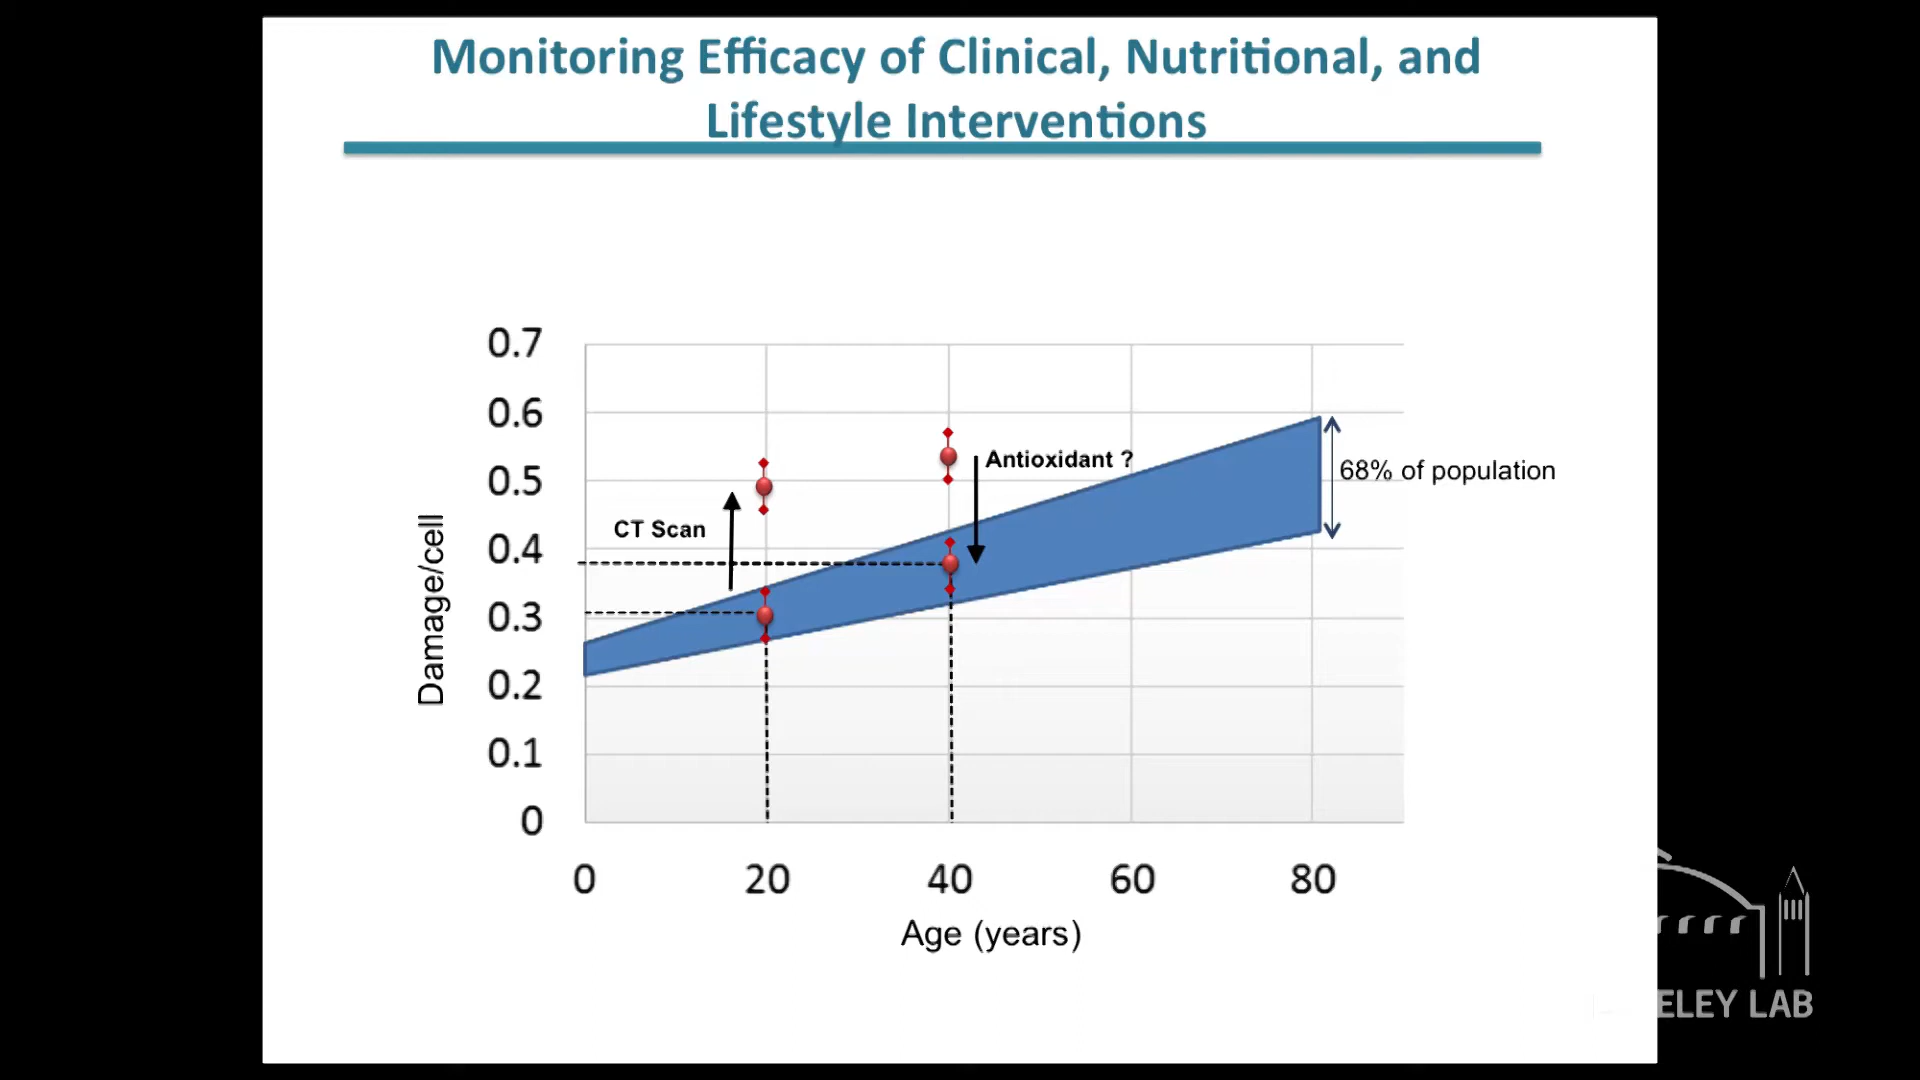 Monitoring Efficacy of Clinical, Nutritional, and
Lifestyle Interventions
0.7
0.6
0.5
0.4
0.3
0.2
0.1
0
Damage/cell
CT Scan
Antioxidant ?
68% of population
0 20 40 60 80
Age (years)
ELEY LAB